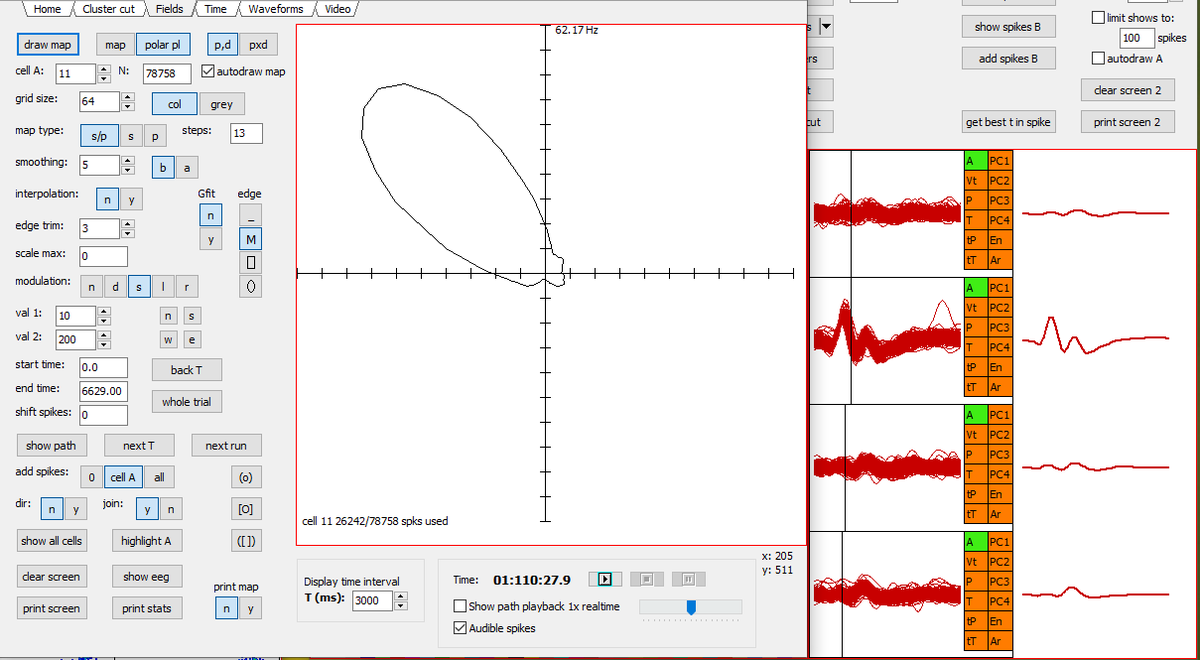 Home Cluster cut Fields Time Waveforms Video
draw map map polar pl p,d pxd
cell A: 11 N: 78758 autodraw map
grid size: 64 col grey
map type: s/p s p steps: 13
smoothing: 5 b a
interpolation: n y Gfit edge
n _
edge trim: 3 y M
scale max: 0
modulation: n d s l r
val 1: 10 n s
val 2: 200 w e
start time: 0.0 back T
end time: 6629.00
whole trial
shift spikes: 0
show path next T next run
add spikes: 0 cell A all (o)
dir: n y join: y n [O]
show all cells highlight A ([ ])
clear screen show eeg
print map
print screen print stats n y
62.17 Hz
cell 11 26242/78758 spks used
x: 205
y: 511
Display time interval
T (ms): 3000
Time: 01:110:27.9
Show path playback 1x realtime
Audible spikes
s show spikes B limit shows to:
100 spikes
rs add spikes B autodraw A
t clear screen 2
cut get best t in spike print screen 2
A PC1
Vt PC2
P PC3
T PC4
tP En
tT Ar
A PC1
Vt PC2
P PC3
T PC4
tP En
tT Ar
A PC1
Vt PC2
P PC3
T PC4
tP En
tT Ar
A PC1
Vt PC2
P PC3
T PC4
tP En
tT Ar